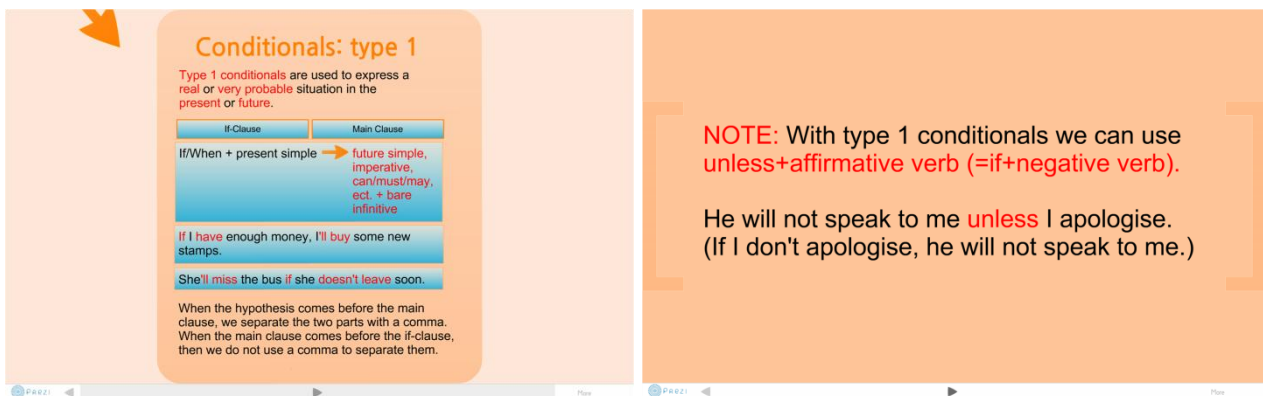 Conditionals: type 1
Type 1 conditionals are used to express a
real or very probable situation in the
present or future.
If-Clause
Main Clause
If/When + present simple
future simple,
imperative,
can/must/may,
ect. + bare
infinitive
If I have enough money, I'll buy some new
stamps.
She'll miss the bus if she doesn't leave soon.
When the hypothesis comes before the main
clause, we separate the two parts with a comma.
When the main clause comes before the if-clause,
then we do not use a comma to separate them.
Prezi
More
NOTE: With type 1 conditionals we can use
unless+affirmative verb (=if+negative verb).
He will not speak to me unless I apologise.
(If I don't apologise, he will not speak to me.)
Prezi
More